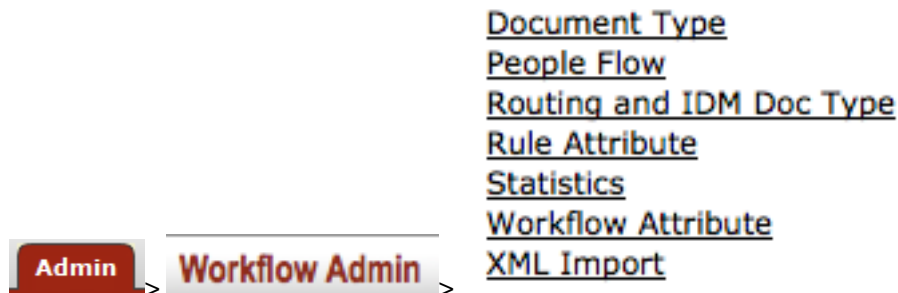 Document Type
People Flow
Routing and IDM Doc Type
Rule Attribute
Statistics
Workflow Attribute
Admin > Workflow Admin > XML Import